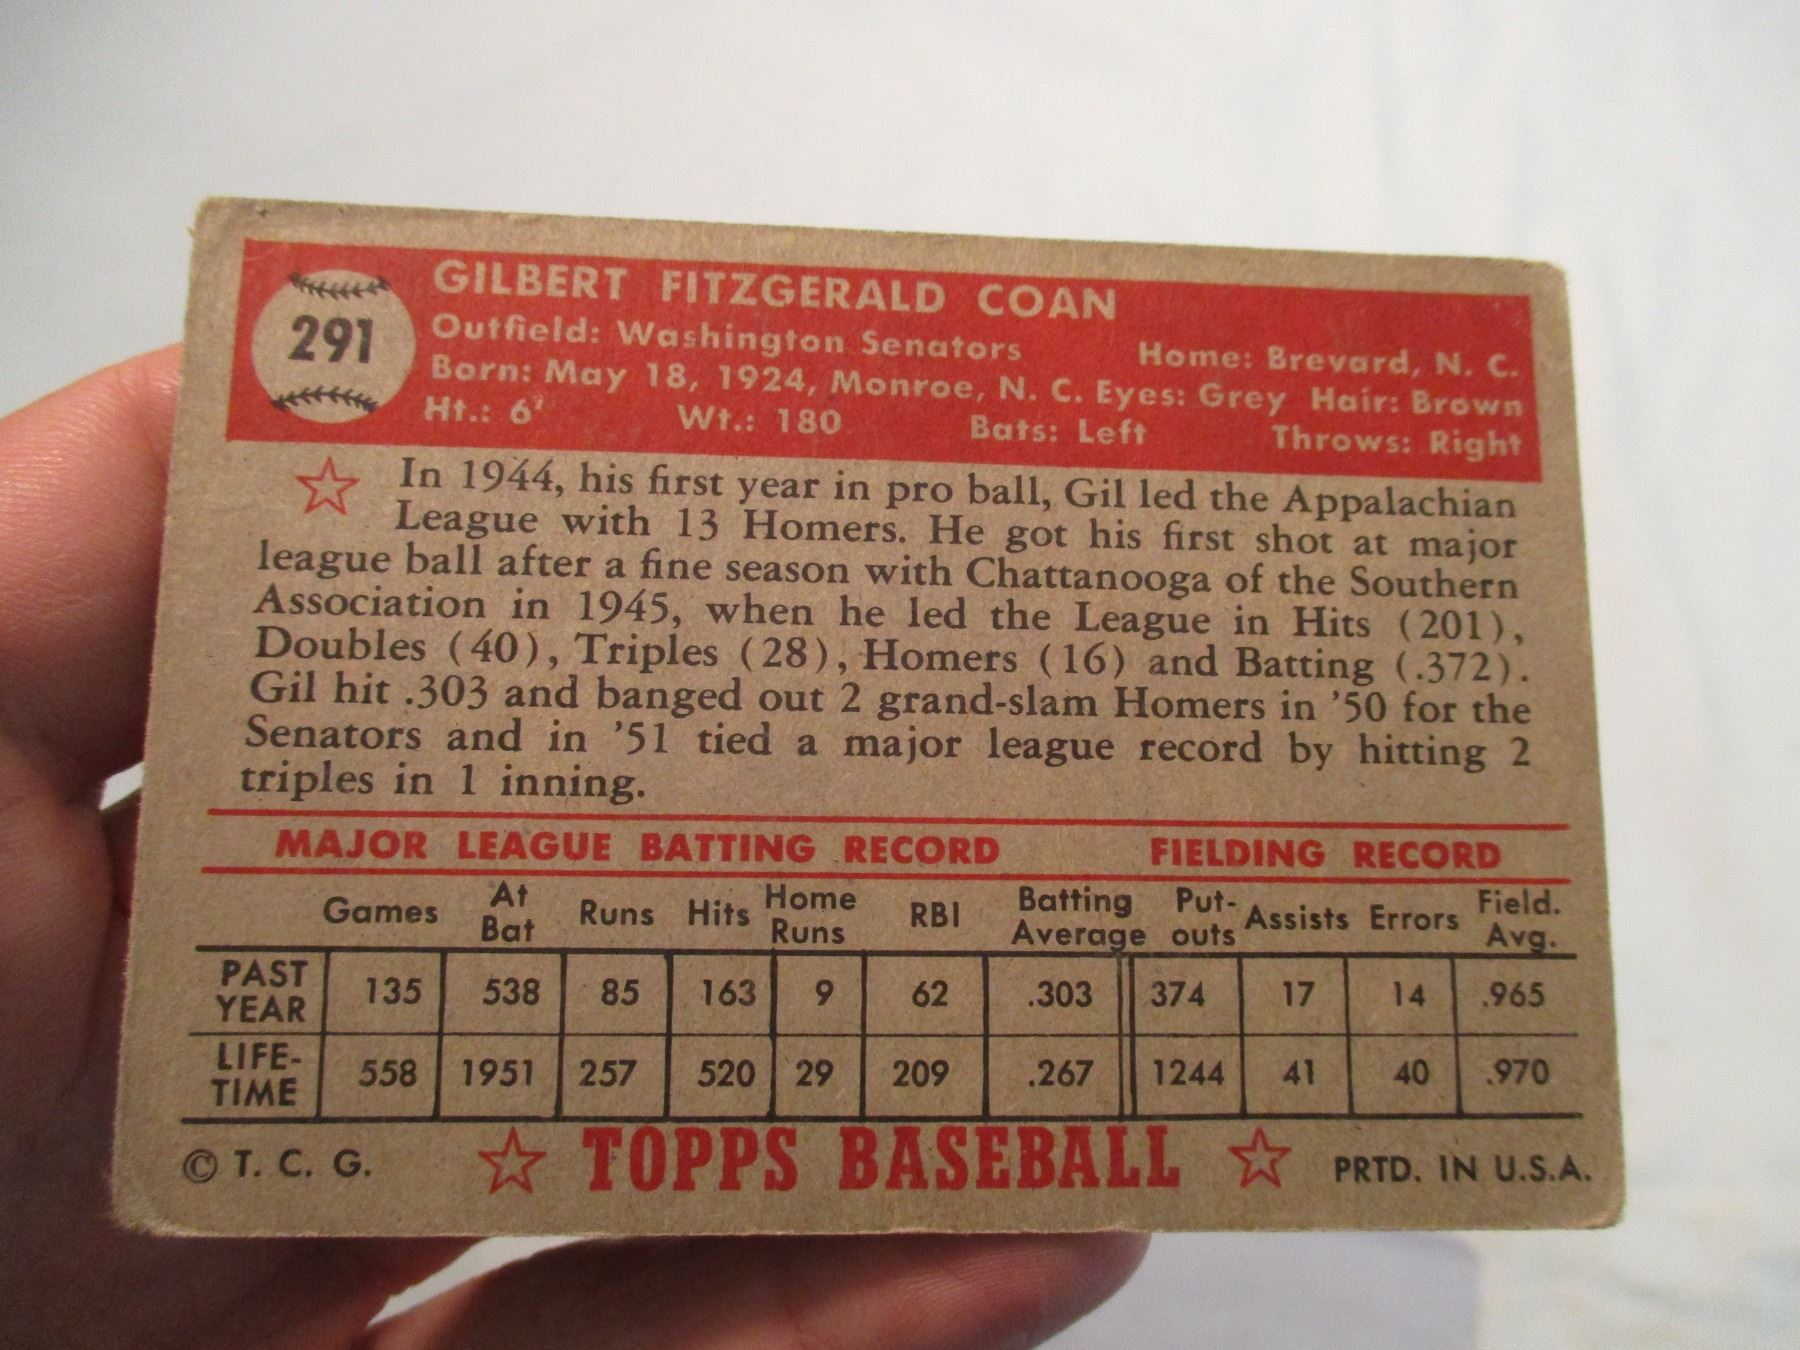 291
GILBERT FITZGERALD COAN
Outfield: Washington Senators Home: Brevard, N. C.
Born: May 18, 1924, Monroe, N. C. Eyes: Grey Hair: Brown
Ht.: 6' Wt.: 180 Bats: Left Throws: Right
In 1944, his first year in pro ball, Gil led the Appalachian
League with 13 Homers. He got his first shot at major
league ball after a fine season with Chattanooga of the Southern
Association in 1945, when he led the League in Hits (201),
Doubles (40), Triples (28), Homers (16) and Batting (.372).
Gil hit .303 and banged out 2 grand-slam Homers in '50 for the
Senators and in '51 tied a major league record by hitting 2
triples in 1 inning.
MAJOR LEAGUE BATTING RECORD FIELDING RECORD
Games At Bat Runs Hits Home Runs RBI Batting Average Put-outs Assists Errors Field. Avg.
PAST YEAR 135 538 85 163 9 62 .303 374 17 14 .965
LIFE-TIME 558 1951 257 520 29 209 .267 1244 41 40 .970
© T. C. G. TOPPS BASEBALL PRTD. IN U.S.A.